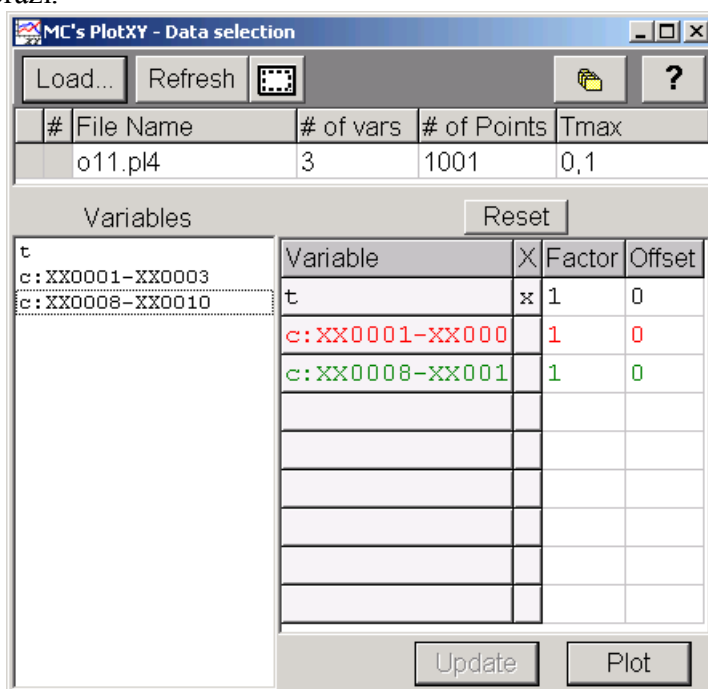 MC's PlotXY - Data selection
Load... Refresh ?
# File Name # of vars # of Points Tmax
o11.pl4 3 1001 0,1
Variables Reset
t
c:XX0001-XX0003
c:XX0008-XX0010
Variable X Factor Offset
t x 1 0
c:XX0001-XX000 1 0
c:XX0008-XX001 1 0
Update Plot